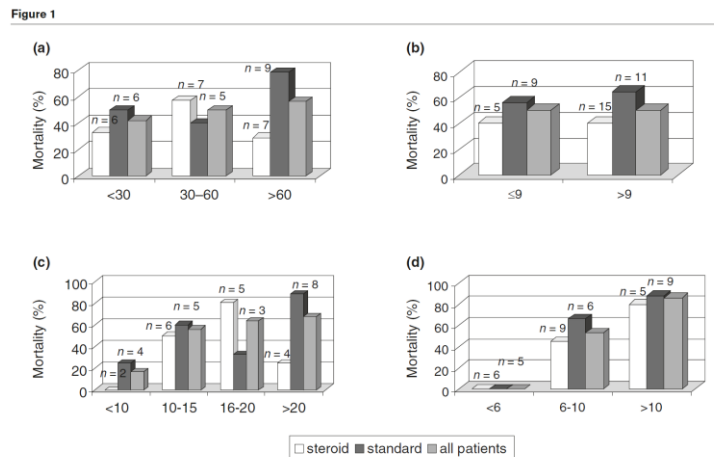 Figure 1
(a)
80
60
40
20
0
Mortality (%)
n = 6
n = 6
n = 7
n = 5
n = 9
n = 7
<30
30–60
>60
(b)
80
60
40
20
0
Mortality (%)
n = 5
n = 9
n = 15
n = 11
≤9
>9
(c)
100
80
60
40
20
0
Mortality (%)
n = 2
n = 4
n = 6
n = 5
n = 5
n = 3
n = 4
n = 8
<10
10-15
16-20
>20
(d)
100
80
60
40
20
0
Mortality (%)
n = 6
n = 5
n = 9
n = 6
n = 5
n = 9
<6
6-10
>10
steroid standard all patients